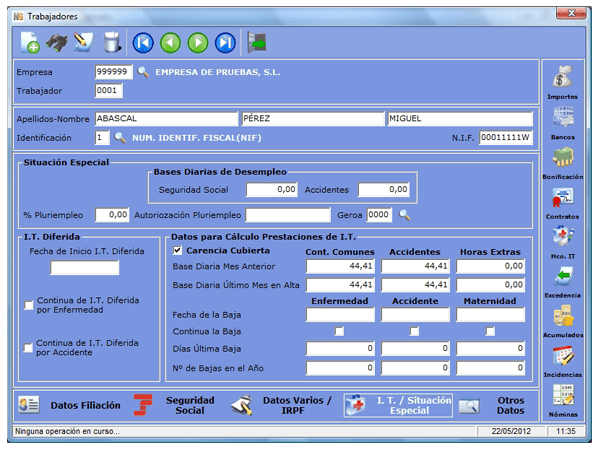 NG Trabajadores
Empresa 999999 EMPRESA DE PRUEBAS, S.L.
Trabajador 0001
Importes
Apellidos-Nombre ABASCAL PÉREZ MIGUEL
Identificación 1 NUM. IDENTIF. FISCAL(NIF) N.I.F. 00011111W
Bancos
Situación Especial
Bases Diarias de Desempleo
Bonificación
Seguridad Social 0,00 Accidentes 0,00
% Pluriempleo 0,00 Autoriozación Pluriempleo Geroa 0000
Contratos
I.T. Diferida
Datos para Cálculo Prestaciones de I.T.
Fecha de Inicio I.T. Diferida
Carencia Cubierta Cont. Comunes Accidentes Horas Extras
Hco. IT
Base Diaria Mes Anterior 44,41 44,41 0,00
Base Diaria Último Mes en Alta 44,41 44,41 0,00
Excedencia
Continua de I.T. Diferida
por Enfermedad
Enfermedad Accidente Maternidad
Fecha de la Baja
Continua la Baja
Acumulados
Continua de I.T. Diferida
por Accidente
Días Última Baja 0 0 0
Nº de Bajas en el Año 0 0 0
Incidencias
Datos Filiación
Seguridad
Social
Datos Varios /
IRPF
I. T. / Situación
Especial
Otros
Datos
Nóminas
Ninguna operación en curso... 22/05/2012 11:35